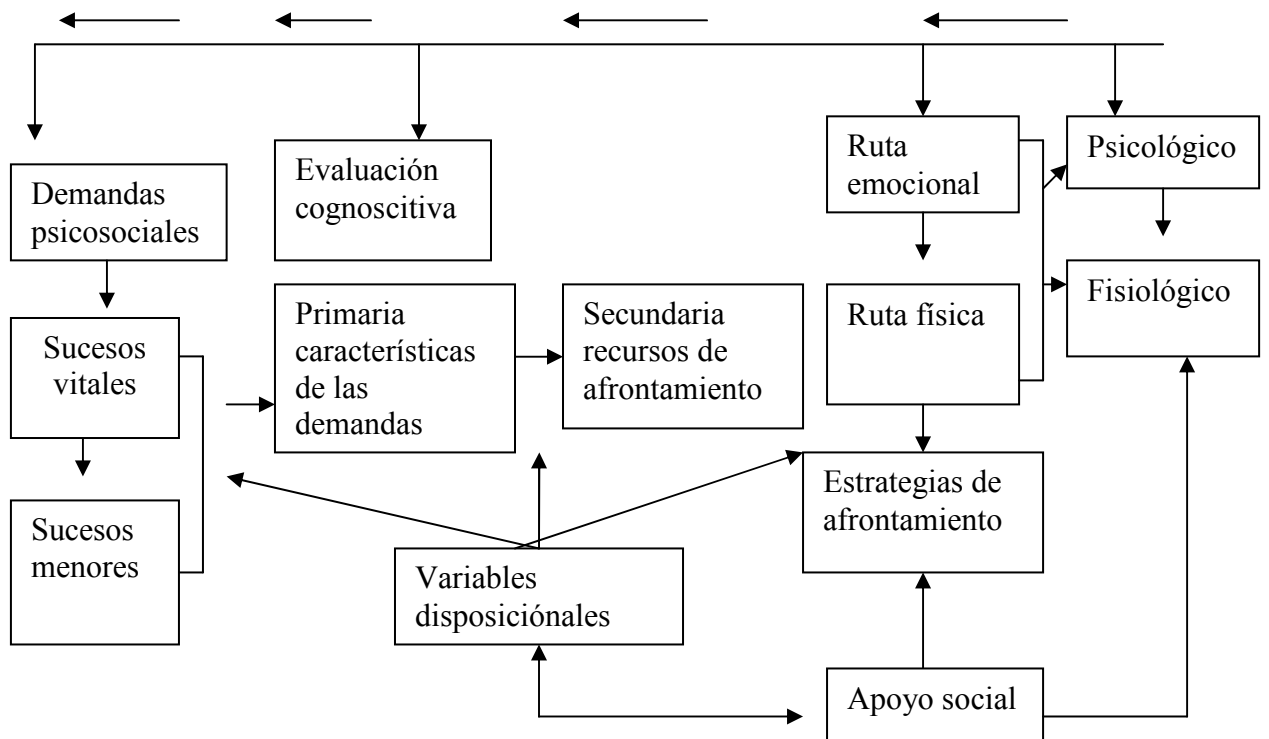 Demandas
psicosociales
Sucesos
vitales
Sucesos
menores
Evaluación
cognoscitiva
Primaria
características
de las
demandas
Secundaria
recursos de
afrontamiento
Variables
disposiciónales
Ruta
emocional
Ruta física
Estrategias de
afrontamiento
Apoyo social
Psicológico
Fisiológico